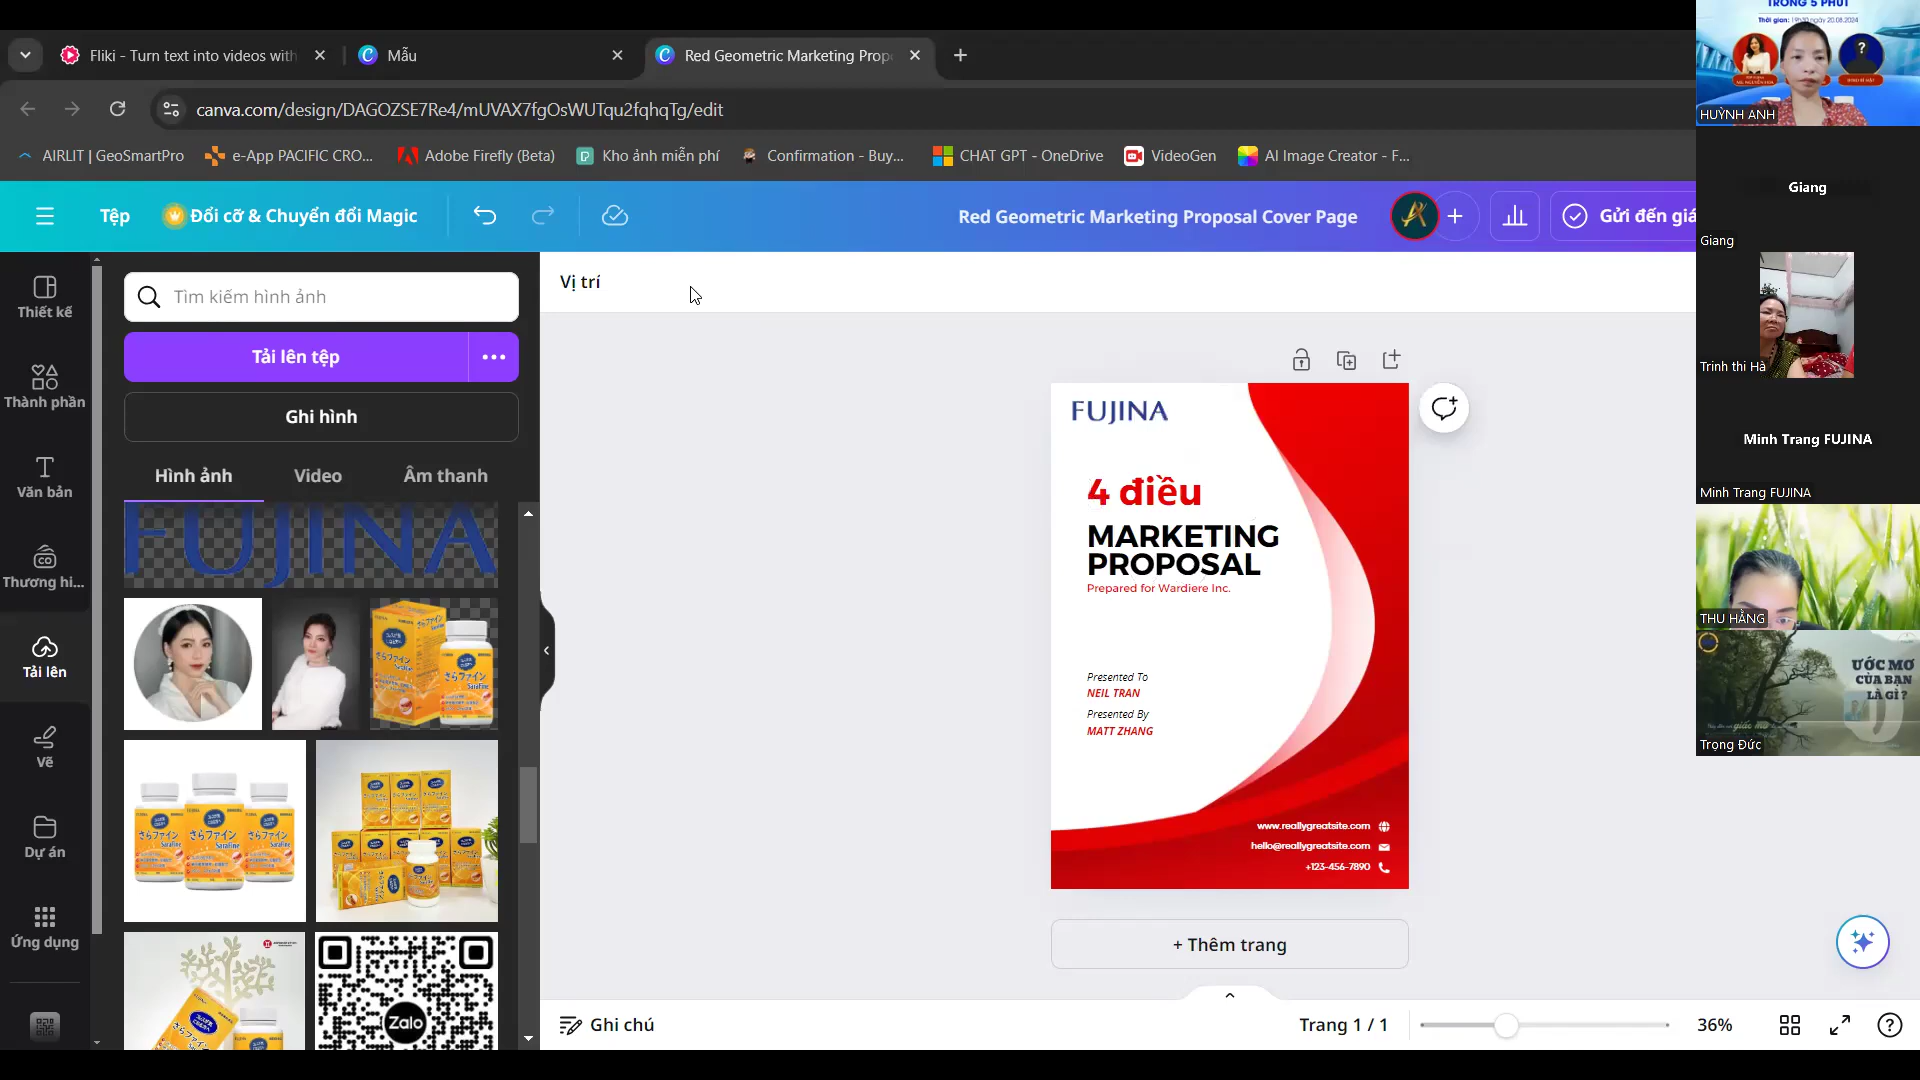 Fliki - Turn text into videos with
Mẫu
Red Geometric Marketing Prop
canva.com/design/DAGOZSE7Re4/mUVAX7fgOsWUTqu2fqhqTg/edit
AIRLIT | GeoSmartPro
e-App PACIFIC CRO...
Adobe Firefly (Beta)
Kho ảnh miễn phí
Confirmation - Buy...
CHAT GPT - OneDrive
VideoGen
AI Image Creator - F...
Tệp
Đổi cỡ & Chuyển đổi Magic
Red Geometric Marketing Proposal Cover Page
Gửi đến giá
Thiết kế
Thành phần
Văn bản
Thương hi...
Tải lên
Vẽ
Dự án
Ứng dụng
Tìm kiếm hình ảnh
Tải lên tệp
Ghi hình
Hình ảnh
Video
Âm thanh
FUJINA
Zalo
Vị trí
FUJINA
4 điều
MARKETING
PROPOSAL
Prepared for Wardiere Inc.
Presented To
NEIL TRAN
Presented By
MATT ZHANG
www.reallygreatsite.com
hello@reallygreatsite.com
+123-456-7890
+ Thêm trang
Ghi chú
Trang 1 / 1
36%
TRONG 5 PHÚT
HUỲNH ANH
Giang
Giang
Trinh thi Hà
Minh Trang FUJINA
Minh Trang FUJINA
THU HẰNG
ƯỚC MƠ
CỦA BẠN
LÀ GÌ ?
Trọng Đức